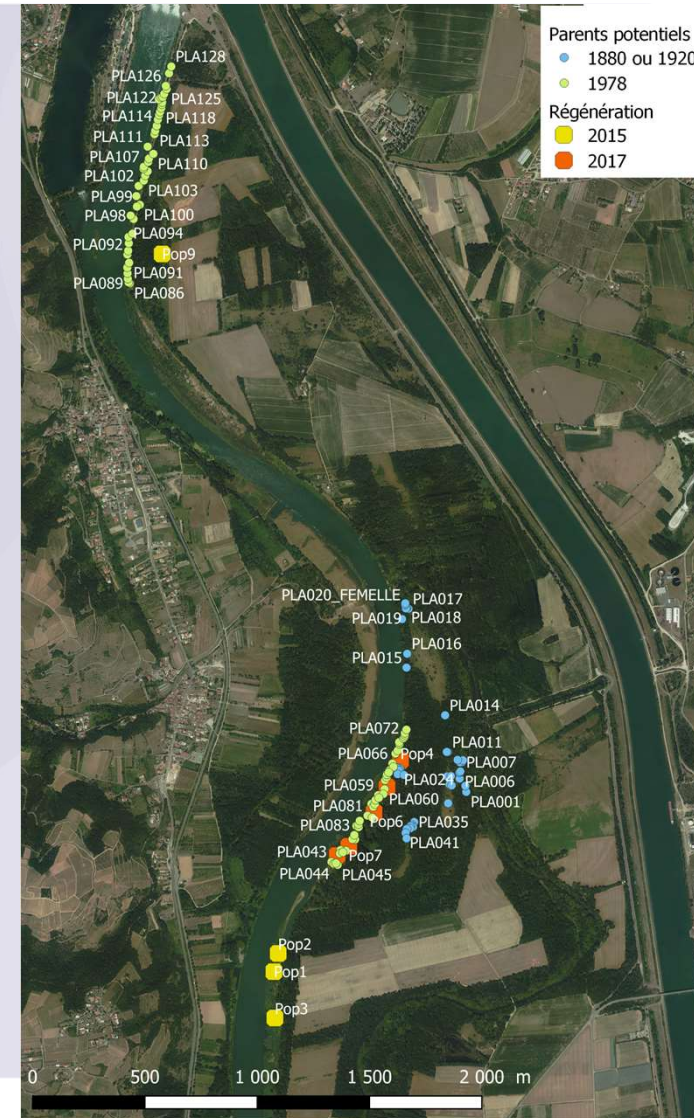 Parents potentiels
1880 ou 1920
1978
Régénération
2015
2017
PLA128
PLA126
PLA122
PLA125
PLA114
PLA118
PLA111
PLA113
PLA107
PLA110
PLA102
PLA103
PLA99
PLA98
PLA100
PLA094
PLA092
Pop9
PLA091
PLA089
PLA086
PLA020_FEMELLE
PLA017
PLA019
PLA018
PLA016
PLA015
PLA014
PLA072
PLA011
PLA066
Pop4
PLA007
PLA024
PLA059
PLA006
PLA060
PLA001
PLA081
Pop6
PLA083
PLA035
PLA041
PLA043
Pop7
PLA044
PLA045
Pop2
Pop1
Pop3
0 500 1 000 1 500 2 000 m